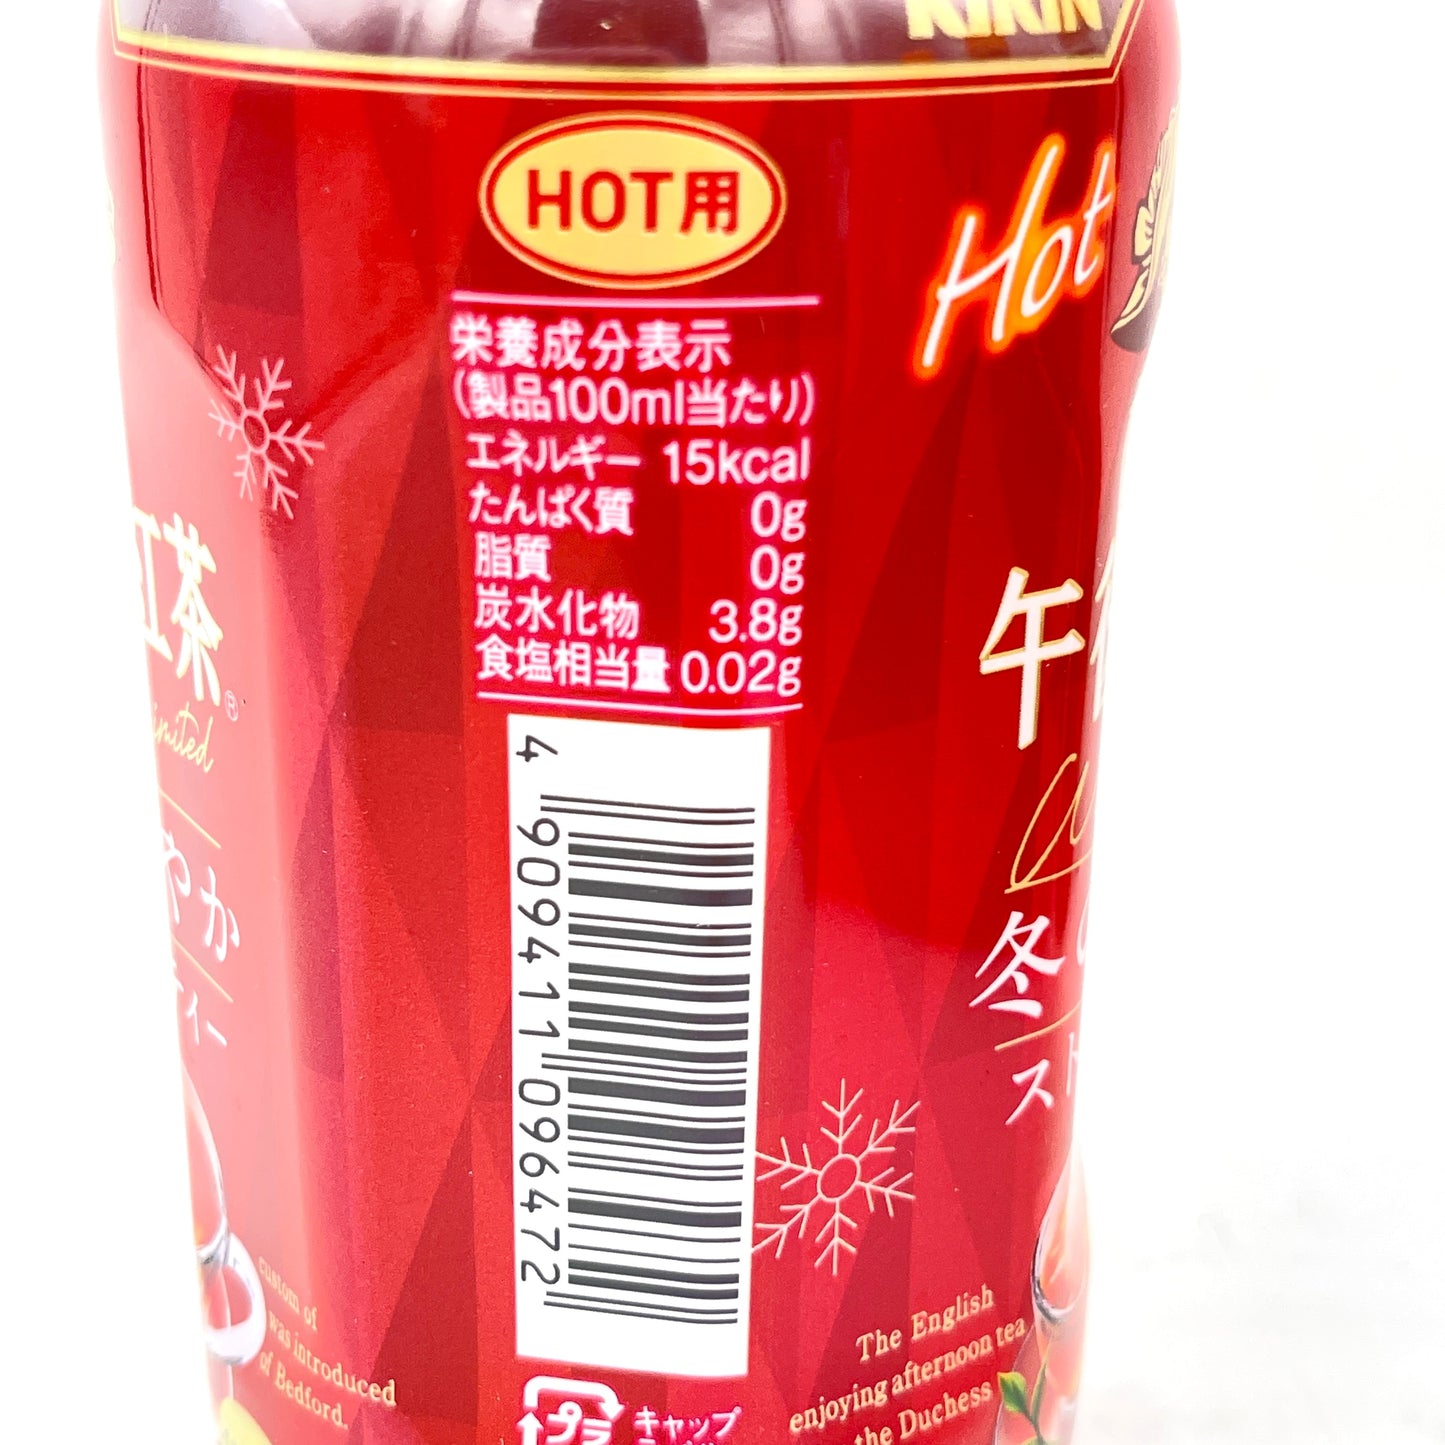 KIRIN
HOT用
Hot
栄養成分表示
(製品100ml当たり)
エネルギー 15kcal
たんぱく質 0g
脂質 0g
炭水化物 3.8g
食塩相当量 0.02g
4 909411 096472
紅茶®
Limited
やか
ティー
午
冬
スト
custom of
was introduced
of Bedford.
The English
enjoying afternoon tea
the Duchess
プラ
キャップ